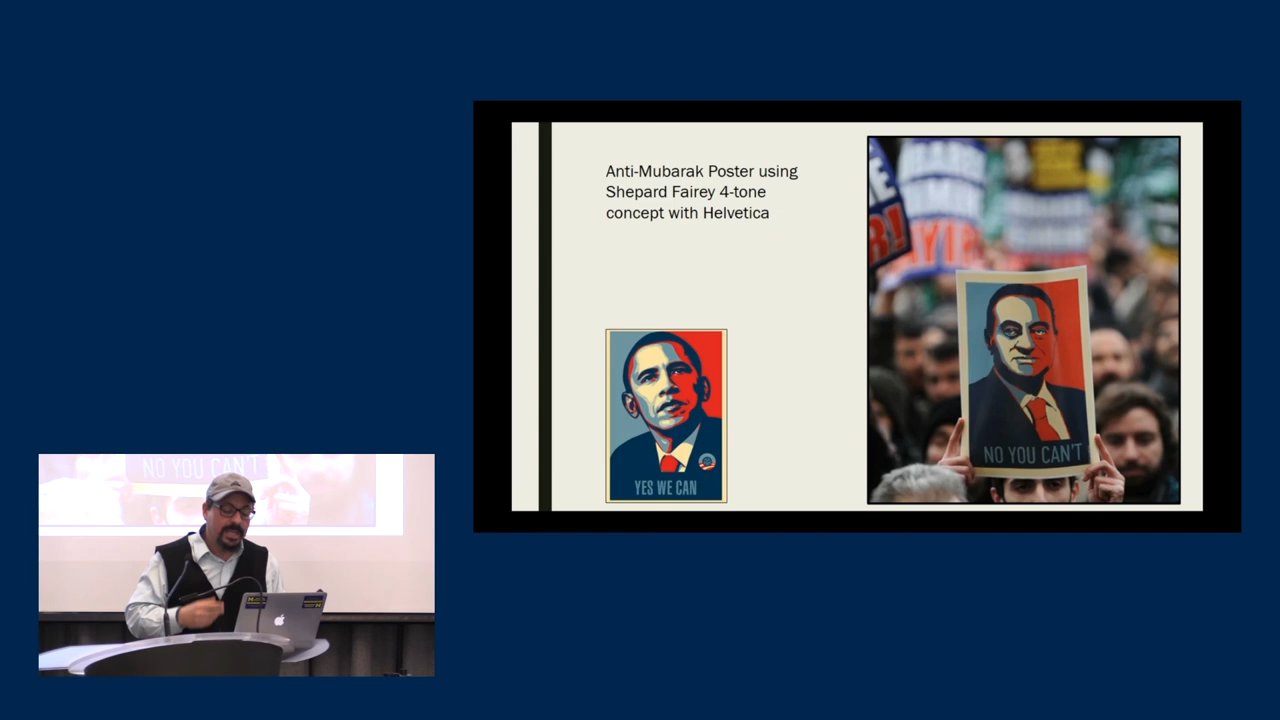 Anti-Mubarak Poster using
Shepard Fairey 4-tone
concept with Helvetica
YES WE CAN
NO YOU CAN'T
NO YOU CAN'T